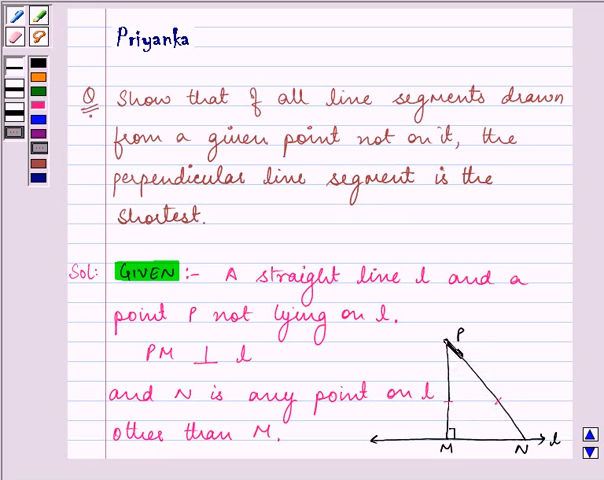 Priyanka
Q Show that of all line segments drawn
from a given point not on it, the
perpendicular line segment is the
shortest.
Sol: GIVEN :- A straight line l and a
point P not lying on l.
PM ⊥ l
and N is any point on l
other than M.
P
M N l